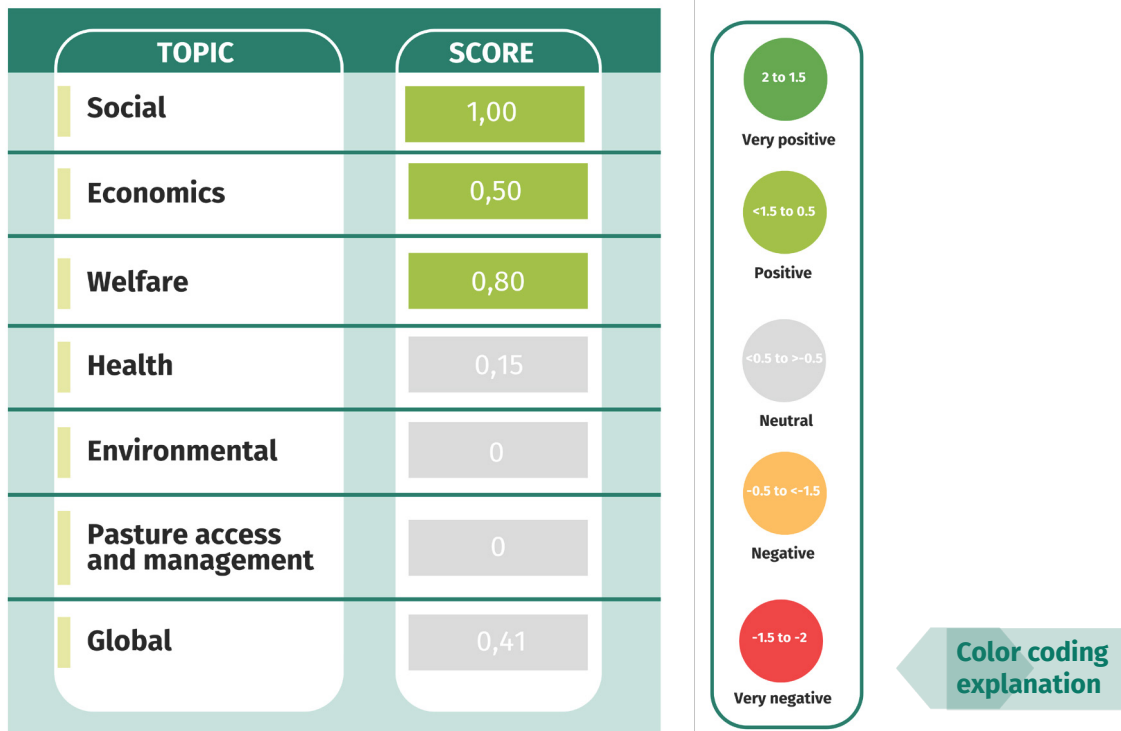 TOPIC SCORE
Social 1,00
Economics 0,50
Welfare 0,80
Health 0,15
Environmental 0
Pasture access
and management 0
Global 0,41
2 to 1.5
Very positive
<1.5 to 0.5
Positive
<0.5 to >-0.5
Neutral
-0.5 to <-1.5
Negative
-1.5 to -2
Very negative
Color coding
explanation